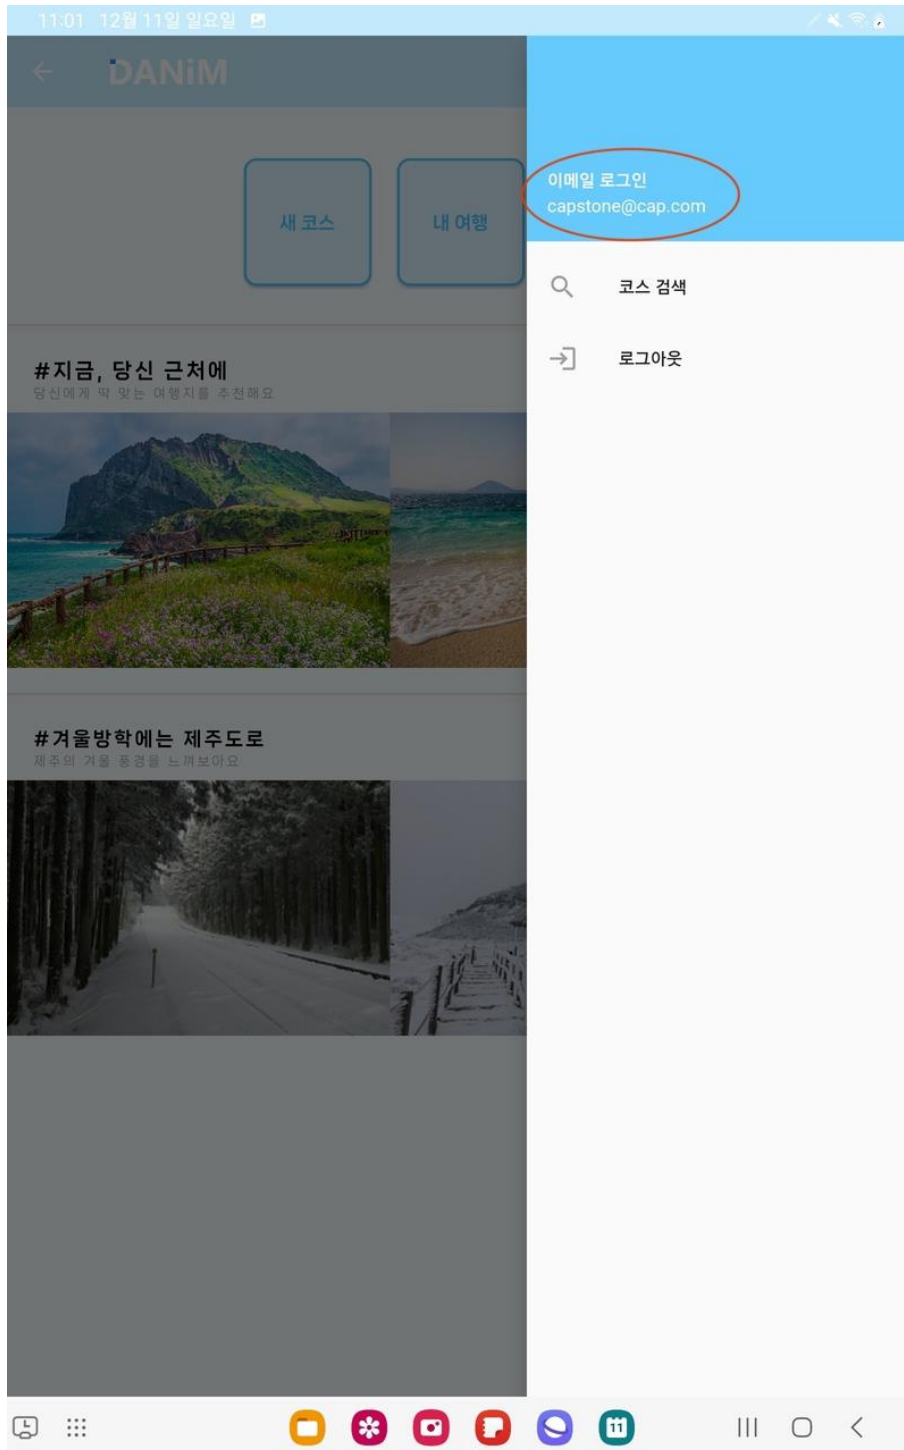 11:01 12월 11일 일요일
DANiM
새 코스
내 여행
이메일 로그인
capstone@cap.com
코스 검색
로그아웃
#지금, 당신 근처에
당신에게 딱 맞는 여행지를 추천해요
#겨울방학에는 제주도로
제주의 겨울 풍경을 느껴보아요
11